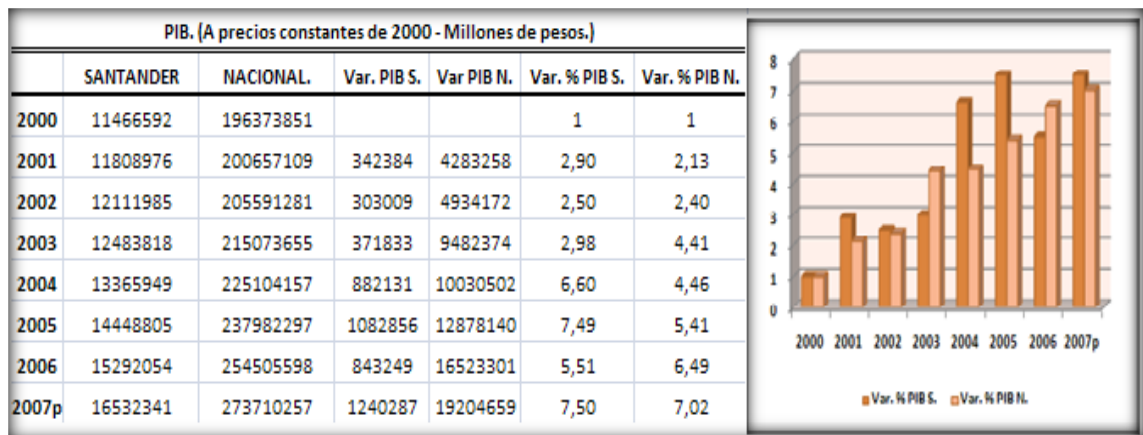 PIB. (A precios constantes de 2000 - Millones de pesos.)
SANTANDER NACIONAL. Var. PIB S. Var PIB N. Var. % PIB S. Var. % PIB N.
2000 11466592 196373851 1 1
2001 11808976 200657109 342384 4283258 2,90 2,13
2002 12111985 205591281 303009 4934172 2,50 2,40
2003 12483818 215073655 371833 9482374 2,98 4,41
2004 13365949 225104157 882131 10030502 6,60 4,46
2005 14448805 237982297 1082856 12878140 7,49 5,41
2006 15292054 254505598 843249 16523301 5,51 6,49
2007p 16532341 273710257 1240287 19204659 7,50 7,02
8
7
6
5
4
3
2
1
0
2000 2001 2002 2003 2004 2005 2006 2007p
Var. % PIB S. Var. % PIB N.